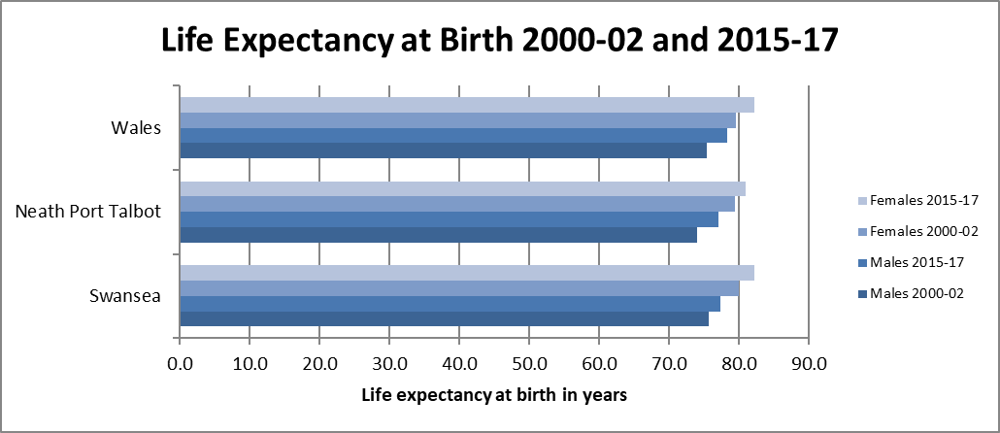 Life Expectancy at Birth 2000-02 and 2015-17
Wales
Neath Port Talbot
Swansea
0.0 10.0 20.0 30.0 40.0 50.0 60.0 70.0 80.0 90.0
Life expectancy at birth in years
Females 2015-17
Females 2000-02
Males 2015-17
Males 2000-02